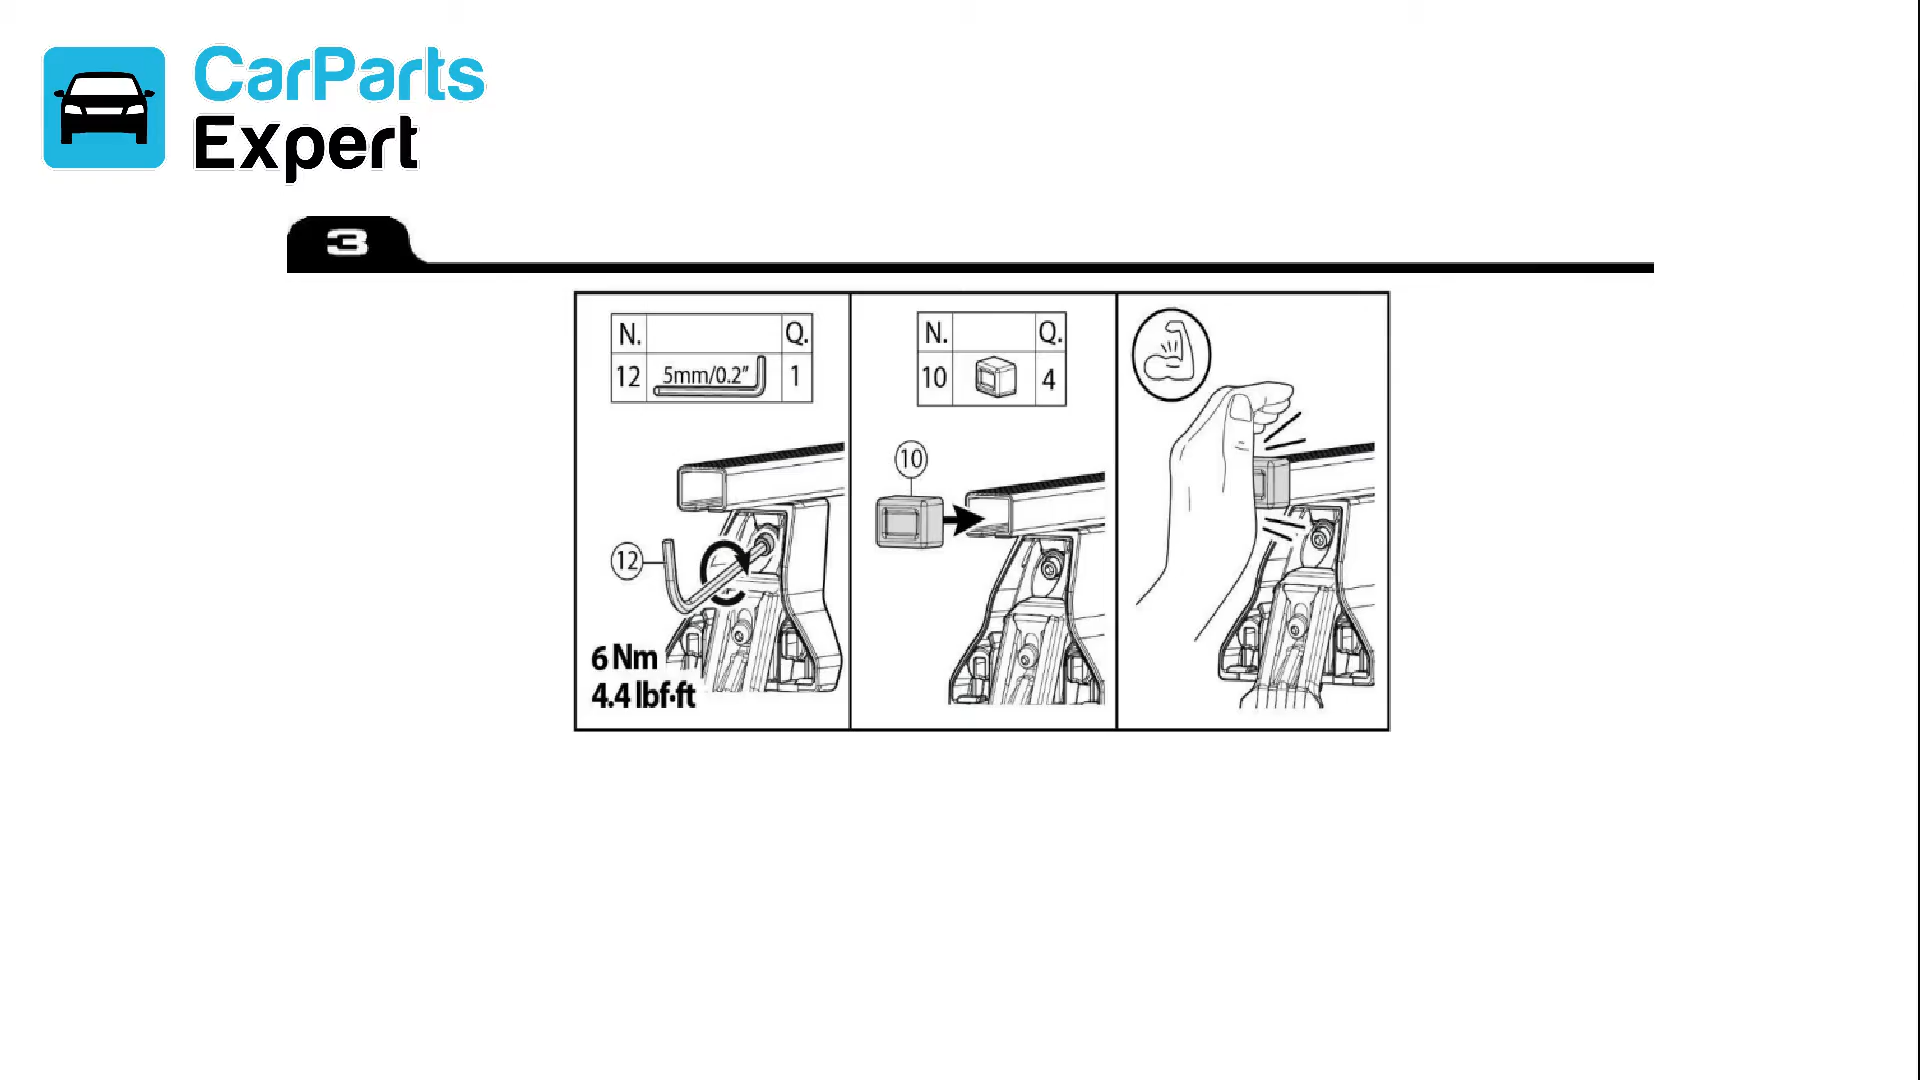 CarParts
Expert
3
N. Q.
12 5mm/0.2" 1
N. Q.
10 4
10
12
6 Nm
4.4 lbf·ft